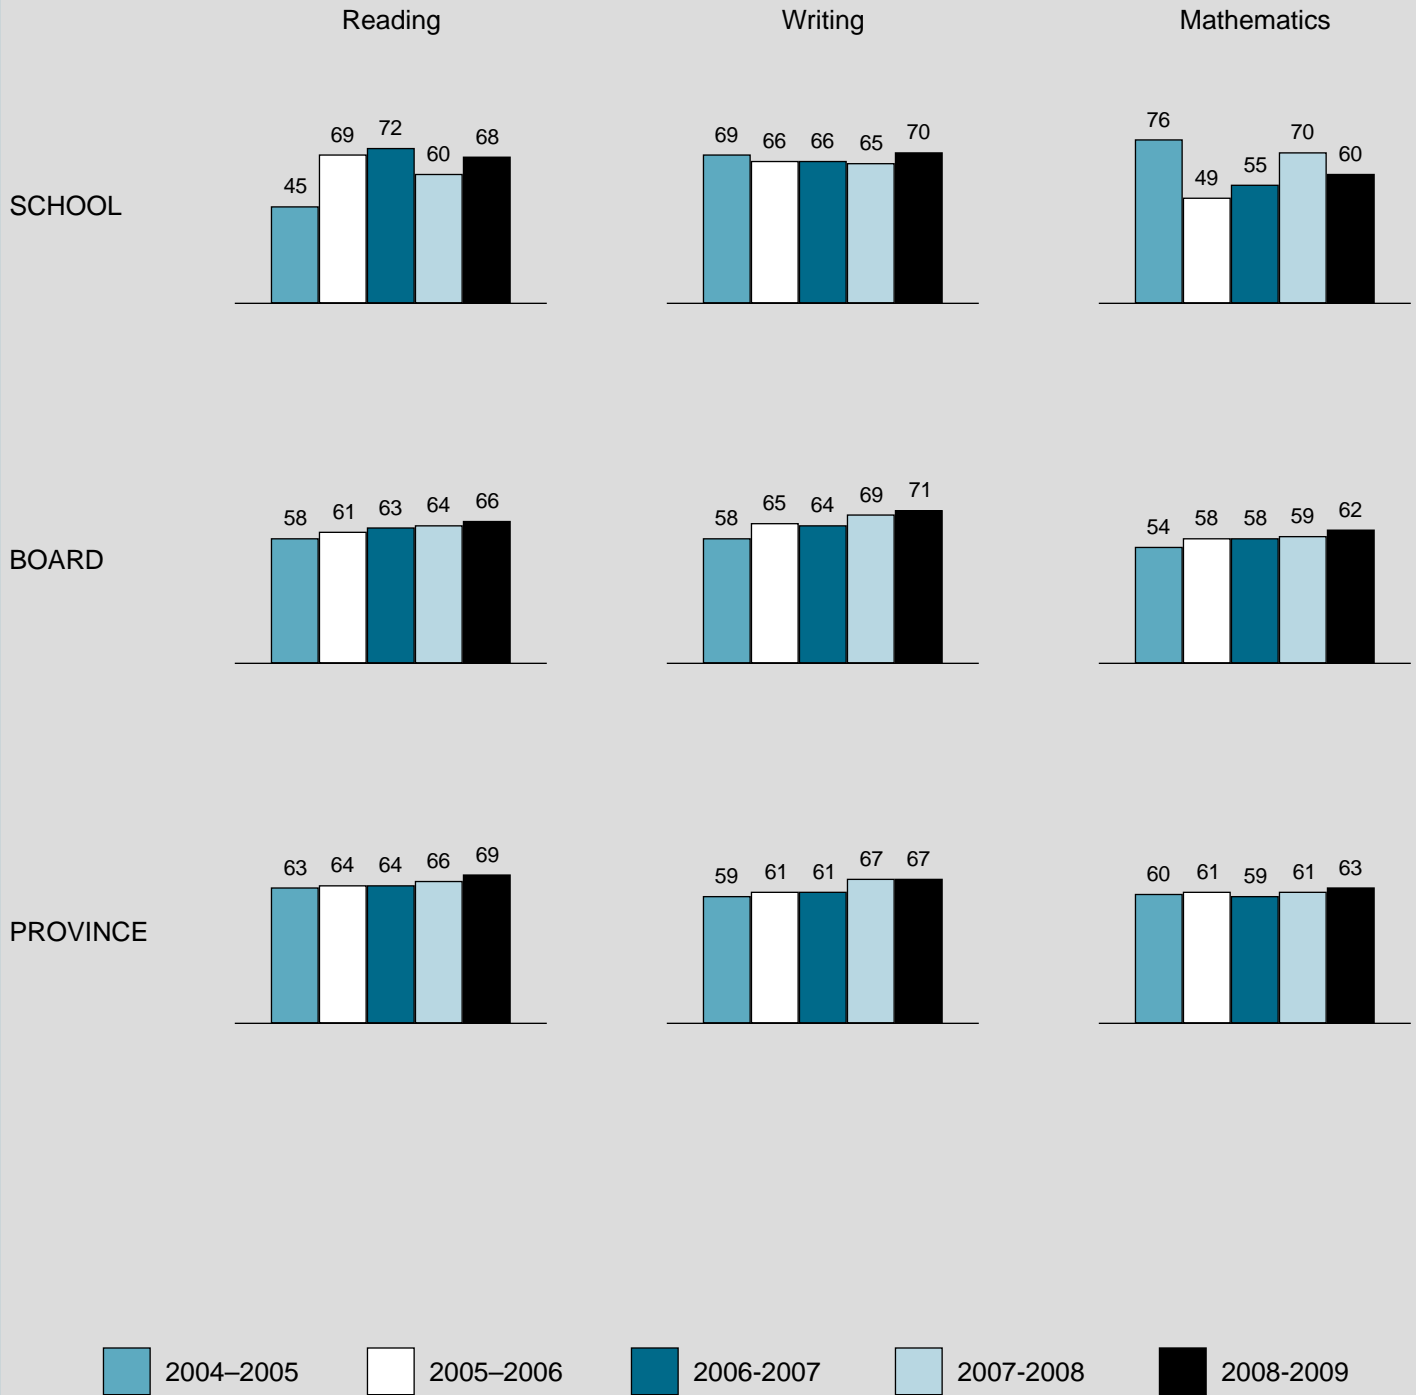 Reading Writing Mathematics
SCHOOL
45 69 72 60 68
69 66 66 65 70
76 49 55 70 60
BOARD
58 61 63 64 66
58 65 64 69 71
54 58 58 59 62
PROVINCE
63 64 64 66 69
59 61 61 67 67
60 61 59 61 63
2004–2005 2005–2006 2006-2007 2007-2008 2008-2009